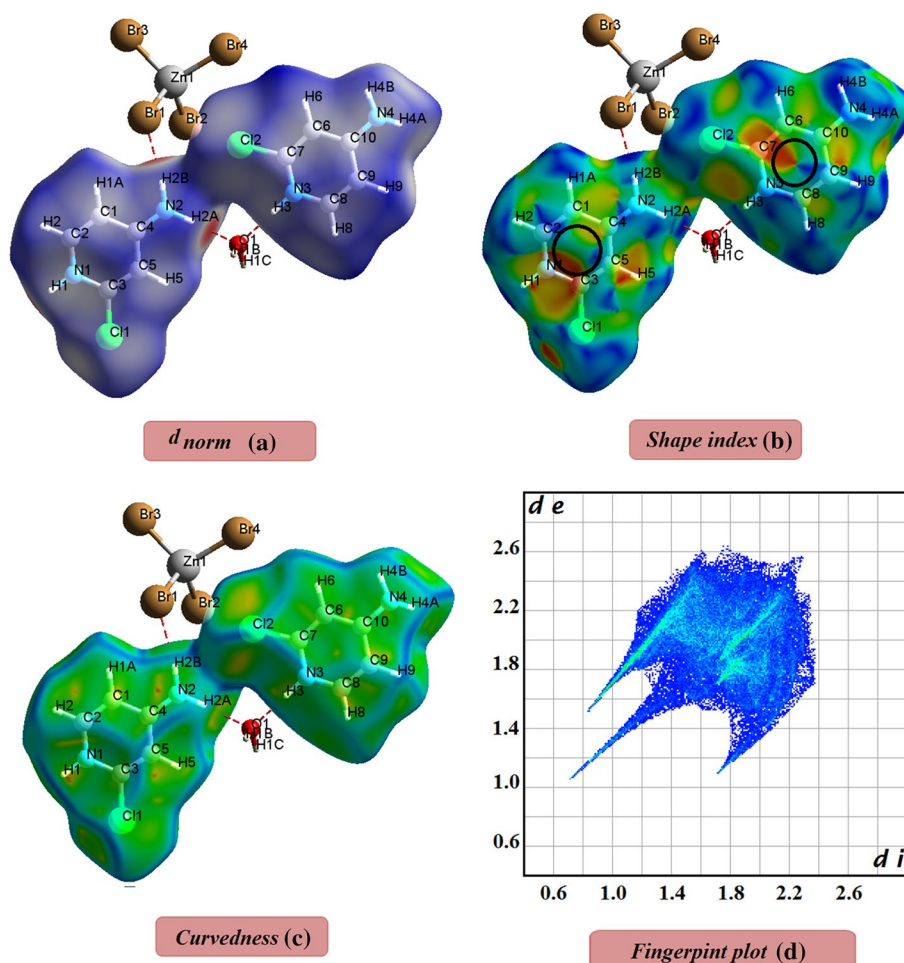 Br3
Br4
Zn1
Br1
Br2
H4B
N4
H4A
H6
C6
C10
Cl2
C7
C9
H9
N3
C8
H3
H8
H2B
H1A
N2
H2A
H2
C1
C4
C2
C5
H5
N1
H1
C3
Cl1
O1
H1B
H1C
d norm (a)
Br3
Br4
Zn1
Br1
Br2
H4B
N4
H4A
H6
C6
C10
Cl2
C7
C9
H9
N3
C8
H3
H8
H2B
H1A
N2
H2A
H2
C1
C4
C2
C5
H5
N1
H1
C3
Cl1
O1
H1B
H1C
Shape index (b)
Br3
Br4
Zn1
Br1
Br2
H4B
N4
H4A
H6
C6
C10
Cl2
C7
C9
H9
N3
C8
H3
H8
H2B
H1A
N2
H2A
H2
C1
C4
C2
C5
H5
N1
H1
C3
Cl1
O1
H1B
H1C
Curvedness (c)
d e
2.6
2.2
1.8
1.4
1.0
0.6
d i
0.6 1.0 1.4 1.8 2.2 2.6
Fingerpint plot (d)